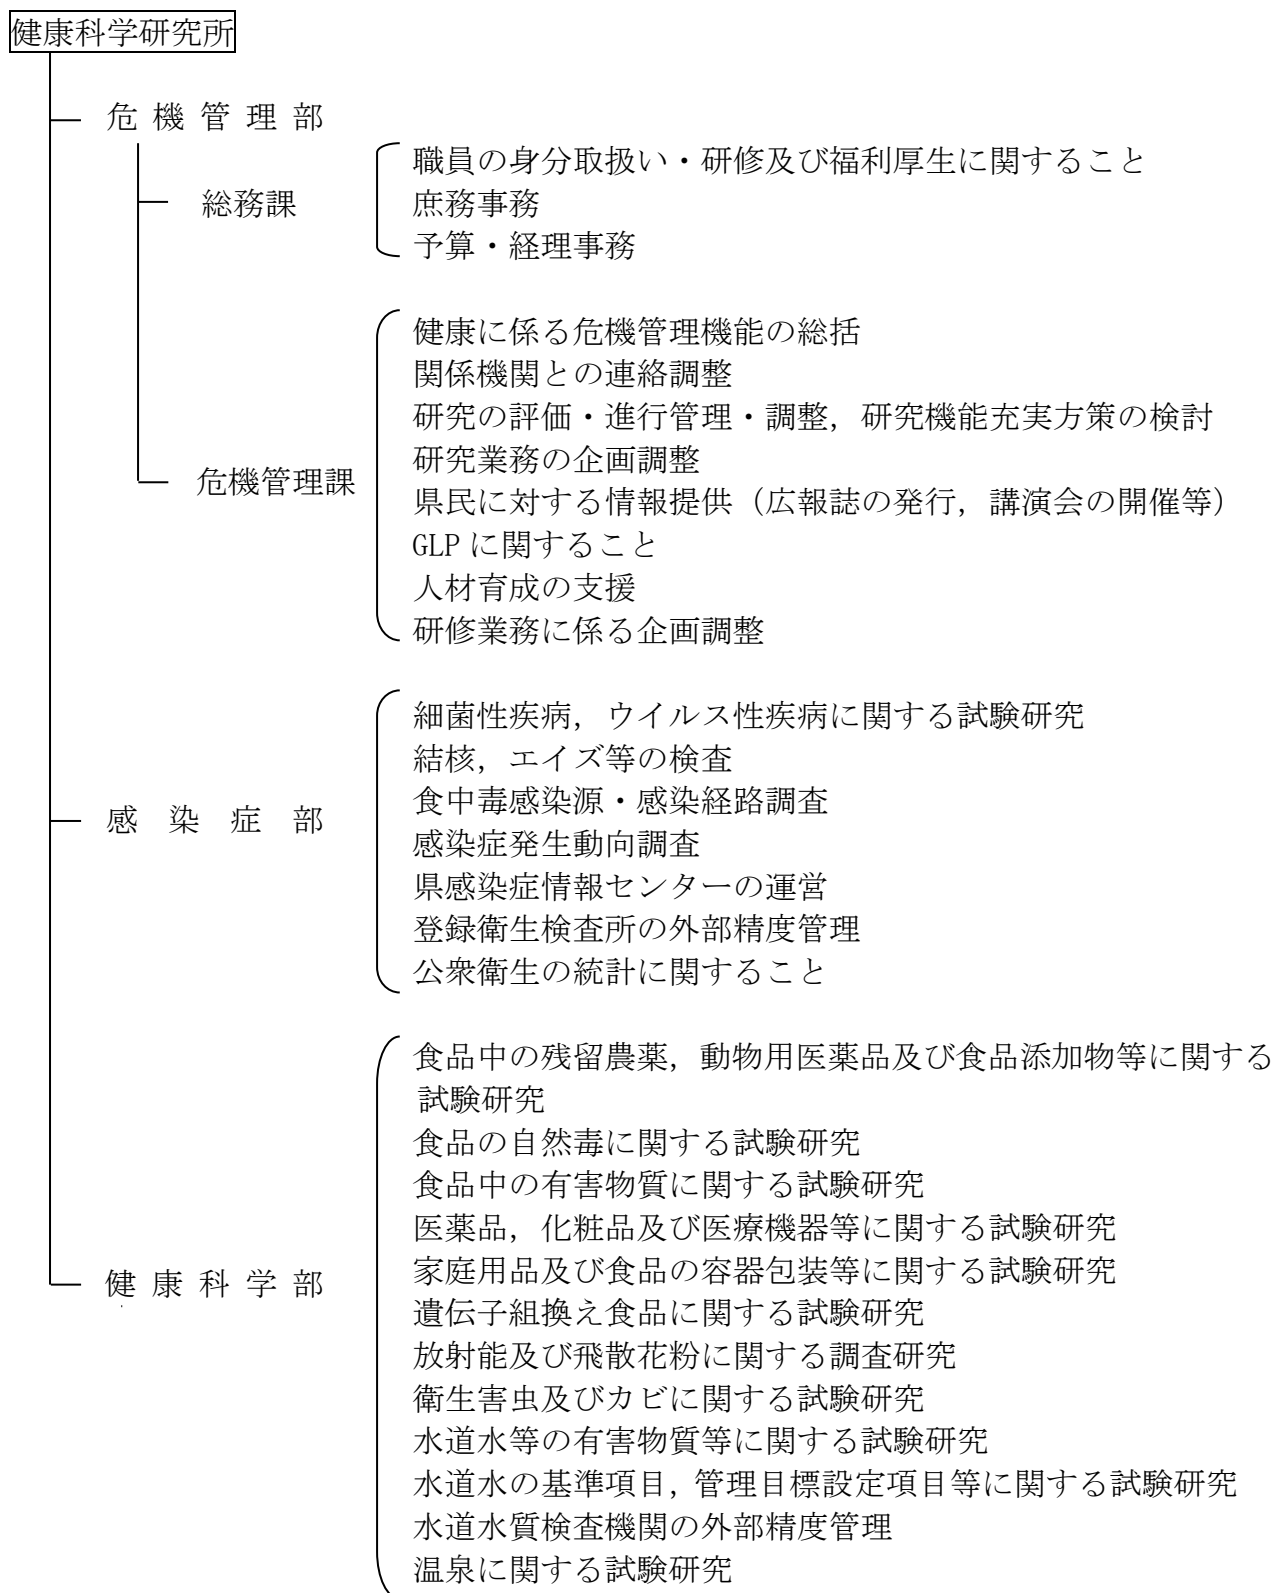 健康科学研究所
危機管理部
職員の身分取扱い・研修及び福利厚生に関すること
総務課
庶務事務
予算・経理事務
健康に係る危機管理機能の総括
関係機関との連絡調整
研究の評価・進行管理・調整，研究機能充実方策の検討
研究業務の企画調整
危機管理課
県民に対する情報提供（広報誌の発行，講演会の開催等）
GLPに関すること
人材育成の支援
研修業務に係る企画調整
細菌性疾病，ウイルス性疾病に関する試験研究
結核，エイズ等の検査
食中毒感染源・感染経路調査
感染症部
感染症発生動向調査
県感染症情報センターの運営
登録衛生検査所の外部精度管理
公衆衛生の統計に関すること
食品中の残留農薬，動物用医薬品及び食品添加物等に関する
試験研究
食品の自然毒に関する試験研究
食品中の有害物質に関する試験研究
医薬品，化粧品及び医療機器等に関する試験研究
家庭用品及び食品の容器包装等に関する試験研究
健康科学部
遺伝子組換え食品に関する試験研究
放射能及び飛散花粉に関する調査研究
衛生害虫及びカビに関する試験研究
水道水等の有害物質等に関する試験研究
水道水の基準項目，管理目標設定項目等に関する試験研究
水道水質検査機関の外部精度管理
温泉に関する試験研究